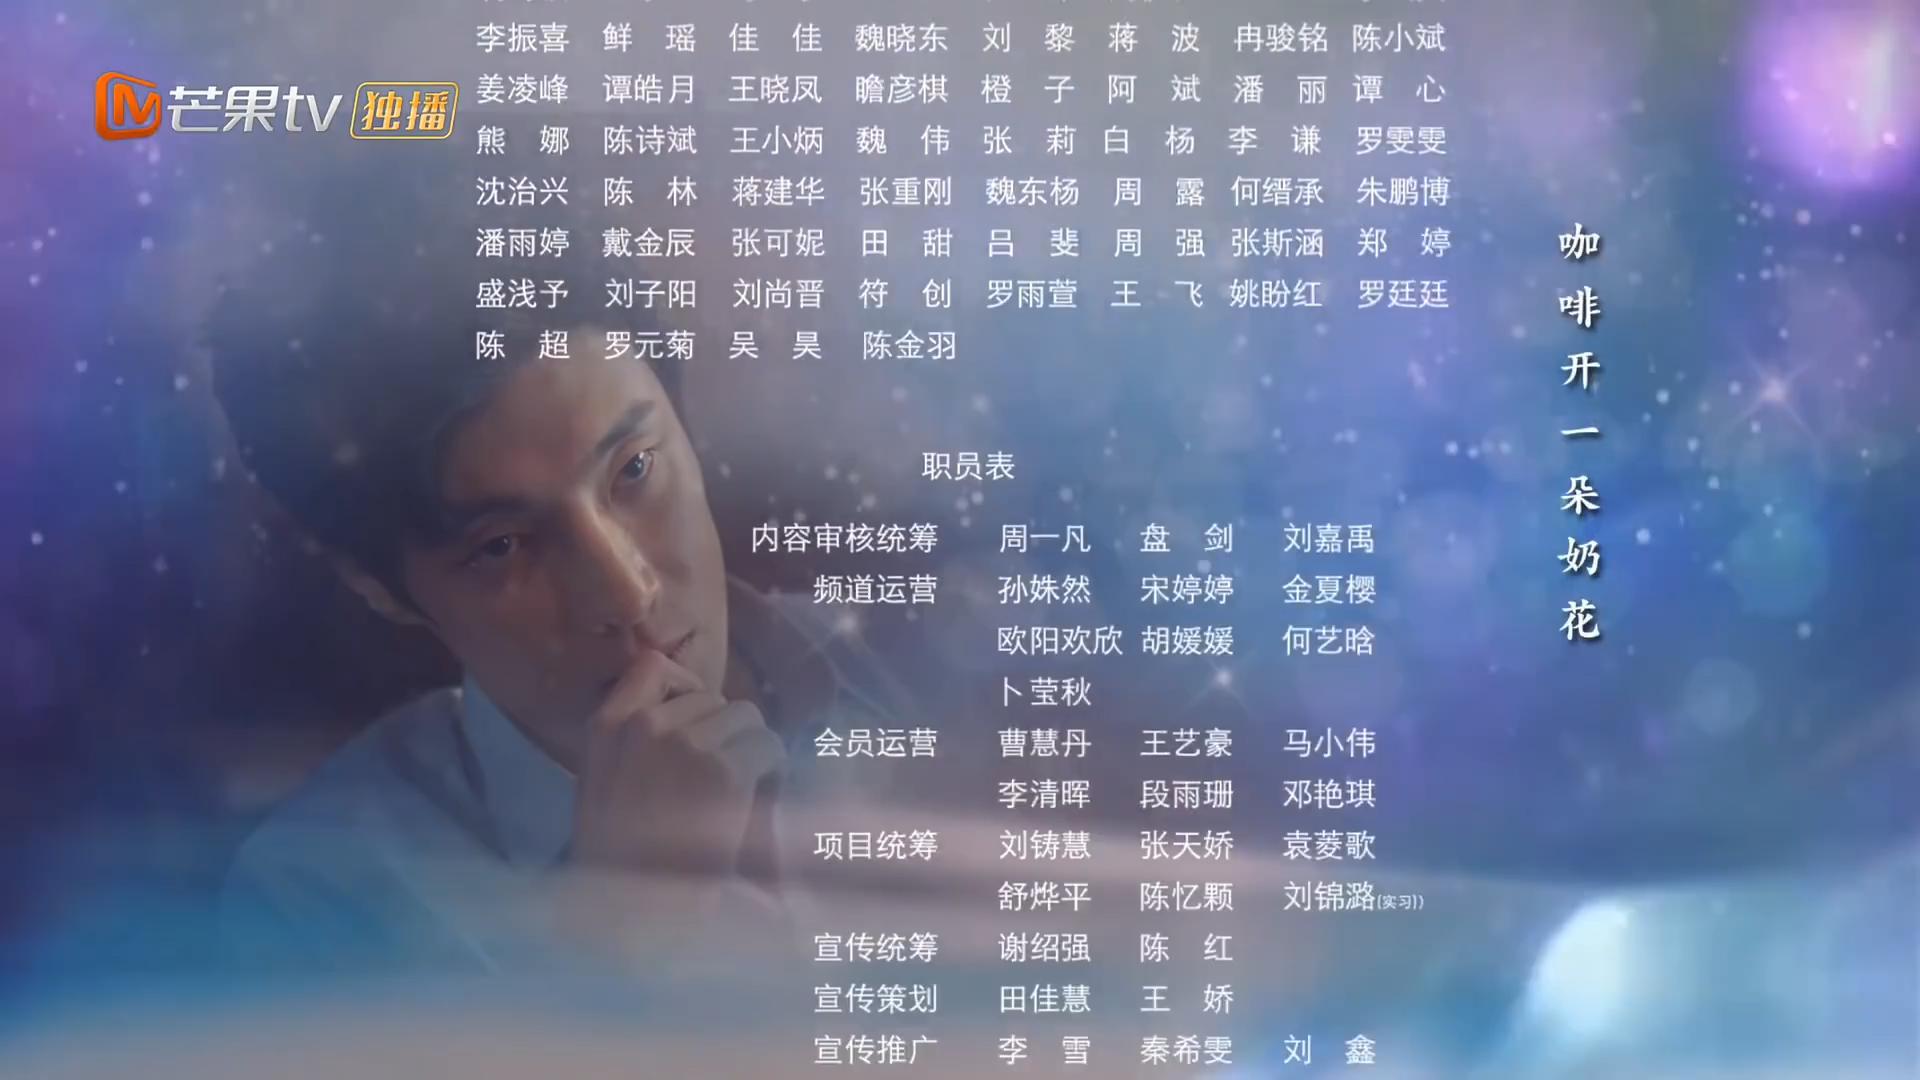 李振喜 鲜 瑶 佳 佳 魏晓东 刘 黎 蒋 波 冉骏铭 陈小斌
芒果tv 独播
姜凌峰 谭皓月 王晓凤 瞻彦棋 橙 子 阿 斌 潘 丽 谭 心
熊 娜 陈诗斌 王小炳 魏 伟 张 莉 白 杨 李 谦 罗雯雯
沈治兴 陈 林 蒋建华 张重刚 魏东杨 周 露 何缙承 朱鹏博
潘雨婷 戴金辰 张可妮 田 甜 吕 斐 周 强 张斯涵 郑 婷
盛浅予 刘子阳 刘尚晋 符 创 罗雨萱 王 飞 姚盼红 罗廷廷
陈 超 罗元菊 吴 昊 陈金羽
咖啡开一朵奶花
职员表
内容审核统筹 周一凡 盘 剑 刘嘉禹
频道运营 孙姝然 宋婷婷 金夏樱
欧阳欢欣 胡媛媛 何艺晗
卜莹秋
会员运营 曹慧丹 王艺豪 马小伟
李清晖 段雨珊 邓艳琪
项目统筹 刘铸慧 张天娇 袁菱歌
舒烨平 陈忆颗 刘锦潞(实习))
宣传统筹 谢绍强 陈 红
宣传策划 田佳慧 王 娇
宣传推广 李 雪 秦希雯 刘 鑫